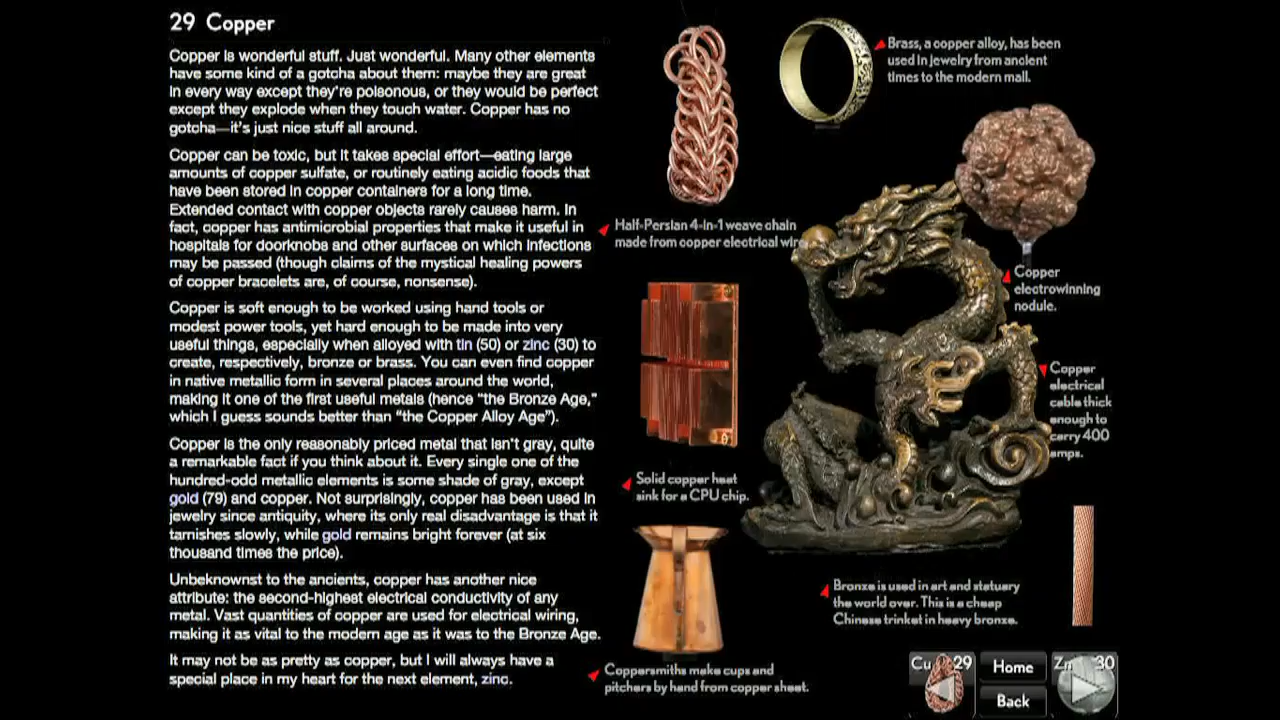 29 Copper
Copper is wonderful stuff. Just wonderful. Many other elements
have some kind of a gotcha about them: maybe they are great
in every way except they're poisonous, or they would be perfect
except they explode when they touch water. Copper has no
gotcha—it's just nice stuff all around.
Copper can be toxic, but it takes special effort—eating large
amounts of copper sulfate, or routinely eating acidic foods that
have been stored in copper containers for a long time.
Extended contact with copper objects rarely causes harm. In
fact, copper has antimicrobial properties that make it useful in
hospitals for doorknobs and other surfaces on which infections
may be passed (though claims of the mystical healing powers
of copper bracelets are, of course, nonsense).
Copper is soft enough to be worked using hand tools or
modest power tools, yet hard enough to be made into very
useful things, especially when alloyed with tin (50) or zinc (30) to
create, respectively, bronze or brass. You can even find copper
in native metallic form in several places around the world,
making it one of the first useful metals (hence "the Bronze Age,"
which I guess sounds better than "the Copper Alloy Age").
Copper is the only reasonably priced metal that isn't gray, quite
a remarkable fact if you think about it. Every single one of the
hundred-odd metallic elements is some shade of gray, except
gold (79) and copper. Not surprisingly, copper has been used in
jewelry since antiquity, where its only real disadvantage is that it
tarnishes slowly, while gold remains bright forever (at six
thousand times the price).
Unbeknownst to the ancients, copper has another nice
attribute: the second-highest electrical conductivity of any
metal. Vast quantities of copper are used for electrical wiring,
making it as vital to the modern age as it was to the Bronze Age.
It may not be as pretty as copper, but I will always have a
special place in my heart for the next element, zinc.
Brass, a copper alloy, has been
used in jewelry from ancient
times to the modern mall.
Half-Persian 4-in-1 weave chain
made from copper electrical wire
Copper
electrowinning
nodule.
Copper
electrical
cable thick
enough to
carry 400
amps.
Solid copper heat
sink for a CPU chip.
Bronze is used in art and statuary
the world over. This is a cheap
Chinese trinket in heavy bronze.
Coppersmiths make cups and
pitchers by hand from copper sheet.
Cu 29
Home
Back
Zn 30